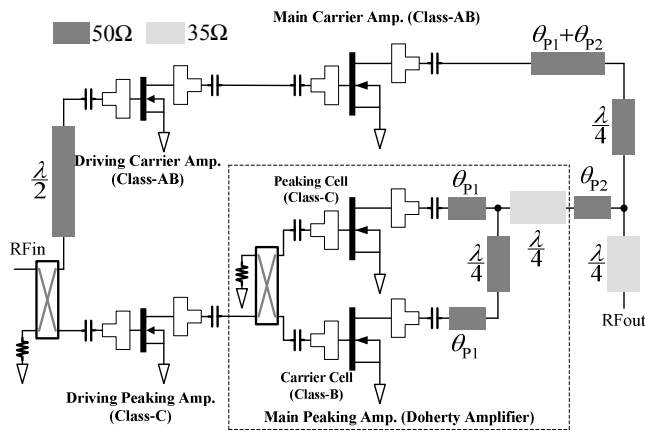 50Ω
35Ω
Main Carrier Amp. (Class-AB)
θP1+θP2
λ/4
Driving Carrier Amp.
(Class-AB)
λ/2
Peaking Cell
(Class-C)
θP1
θP2
λ/4
λ/4
λ/4
RFin
RFout
θP1
Driving Peaking Amp.
(Class-C)
Carrier Cell
(Class-B)
Main Peaking Amp. (Doherty Amplifier)